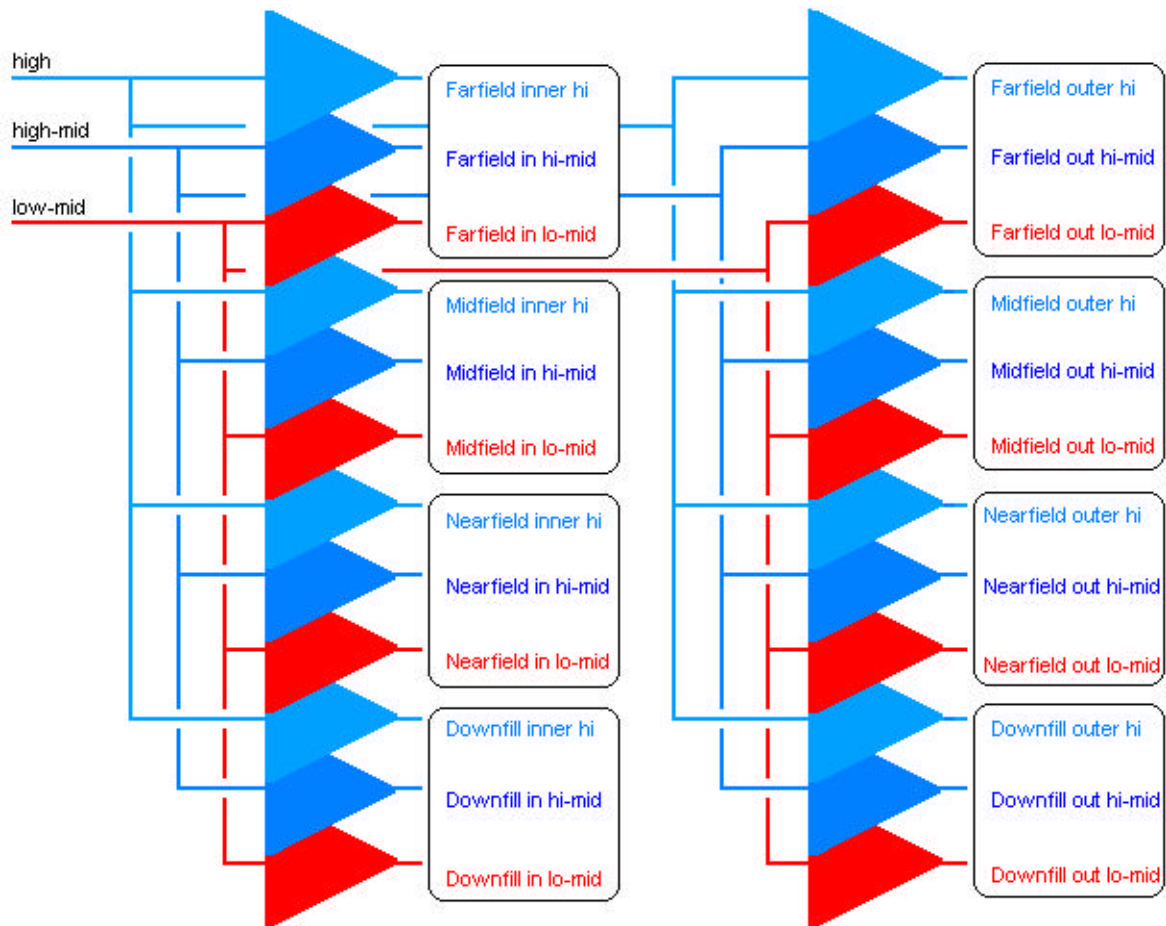 high
high-mid
low-mid
Farfield inner hi
Farfield in hi-mid
Farfield in lo-mid
Midfield inner hi
Midfield in hi-mid
Midfield in lo-mid
Nearfield inner hi
Nearfield in hi-mid
Nearfield in lo-mid
Downfill inner hi
Downfill in hi-mid
Downfill in lo-mid
Farfield outer hi
Farfield out hi-mid
Farfield out lo-mid
Midfield outer hi
Midfield out hi-mid
Midfield out lo-mid
Nearfield outer hi
Nearfield out hi-mid
Nearfield out lo-mid
Downfill outer hi
Downfill out hi-mid
Downfill out lo-mid